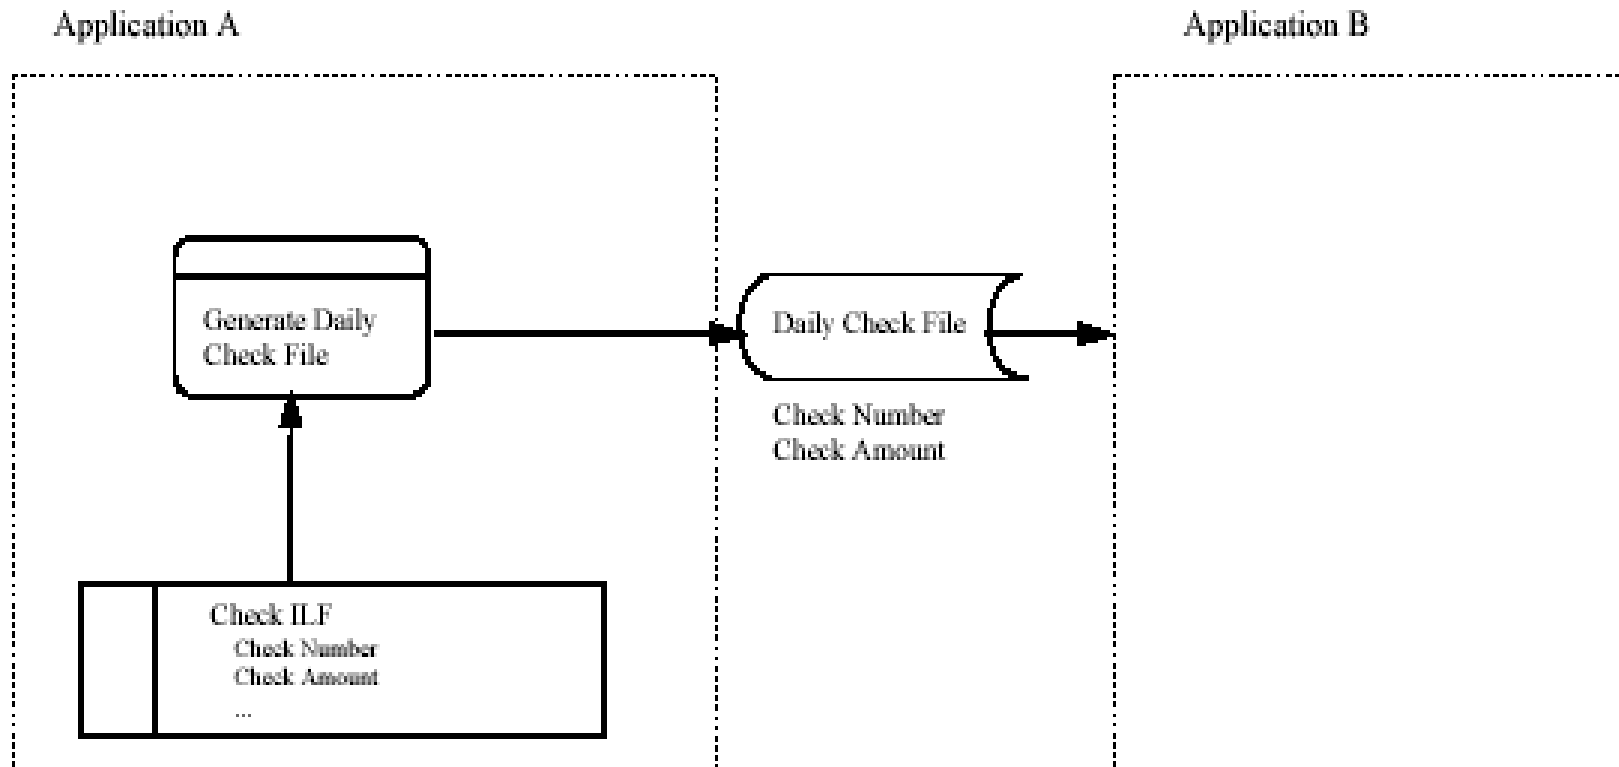 Application A
Application B
Generate Daily
Check File
Daily Check File
Check Number
Check Amount
Check ILF
Check Number
Check Amount
...